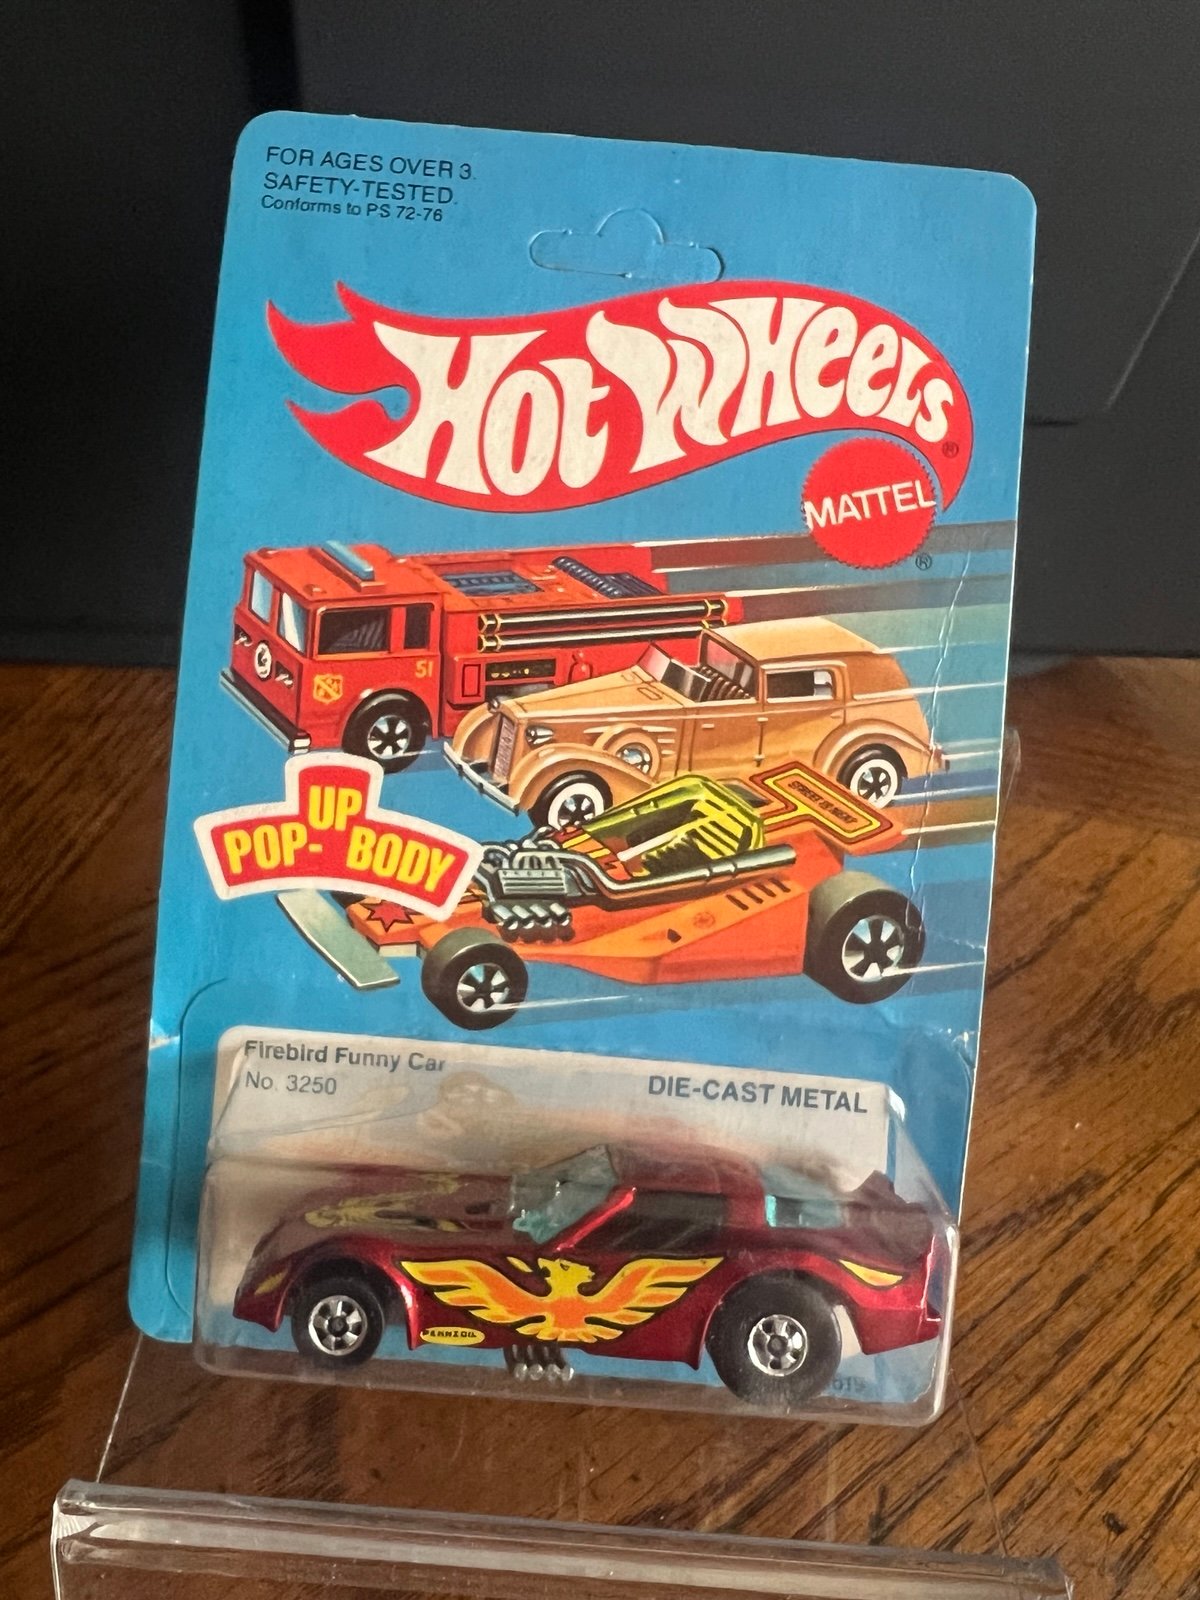 FOR AGES OVER 3.
SAFETY-TESTED.
Conforms to PS 72-76
HOT WHEELS®
MATTEL
®
51
POP-UP BODY
Firebird Funny Car
No. 3250
DIE-CAST METAL
PENNZOIL